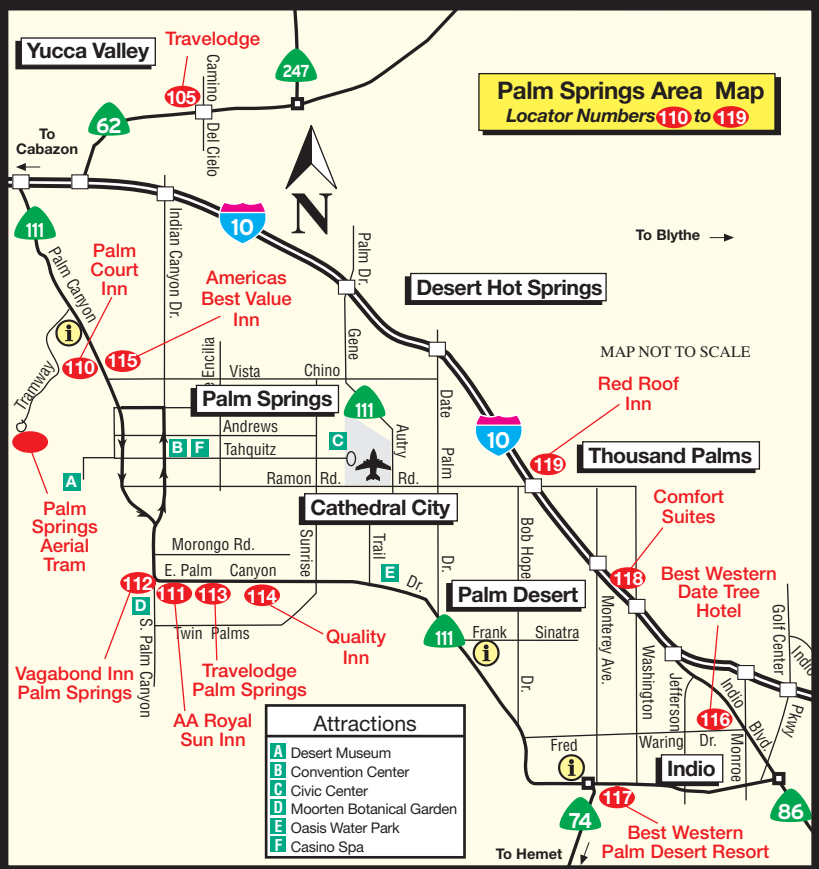 Yucca Valley
Travelodge
105
Camino
Del Cielo
247
62
Palm Springs Area Map
Locator Numbers 110 to 119
To
Cabazon
111
N
10
To Blythe
Palm Canyon
Palm
Court
Inn
Indian Canyon Dr.
Americas
Best Value
Inn
Palm Dr.
Desert Hot Springs
i
110
115
Tramway
Encilia
Vista
Chino
Gene
Autry
MAP NOT TO SCALE
Red Roof
Inn
Palm Springs
111
Date
Palm
Dr.
10
Andrews
B
F
Tahquitz
C
119
Thousand Palms
A
Ramon Rd.
Rd.
Palm
Springs
Aerial
Tram
Cathedral City
Comfort
Suites
Morongo Rd.
Sunrise
Trail
Bob Hope
Dr.
112
E. Palm
Canyon
Dr.
E
118
Best Western
Date Tree
Hotel
111
113
114
D
Palm Desert
Monterey Ave.
Golf Center
Pkwy
Indio
S. Palm Canyon
Twin Palms
Quality
Inn
111
Frank
Sinatra
i
Washington
Jefferson
Indio
Blvd.
Vagabond Inn
Palm Springs
Travelodge
Palm Springs
AA Royal
Sun Inn
116
Waring
Dr.
Monroe
Fred
i
Indio
Attractions
A Desert Museum
B Convention Center
C Civic Center
D Moorten Botanical Garden
E Oasis Water Park
F Casino Spa
117
74
86
Best Western
Palm Desert Resort
To Hemet